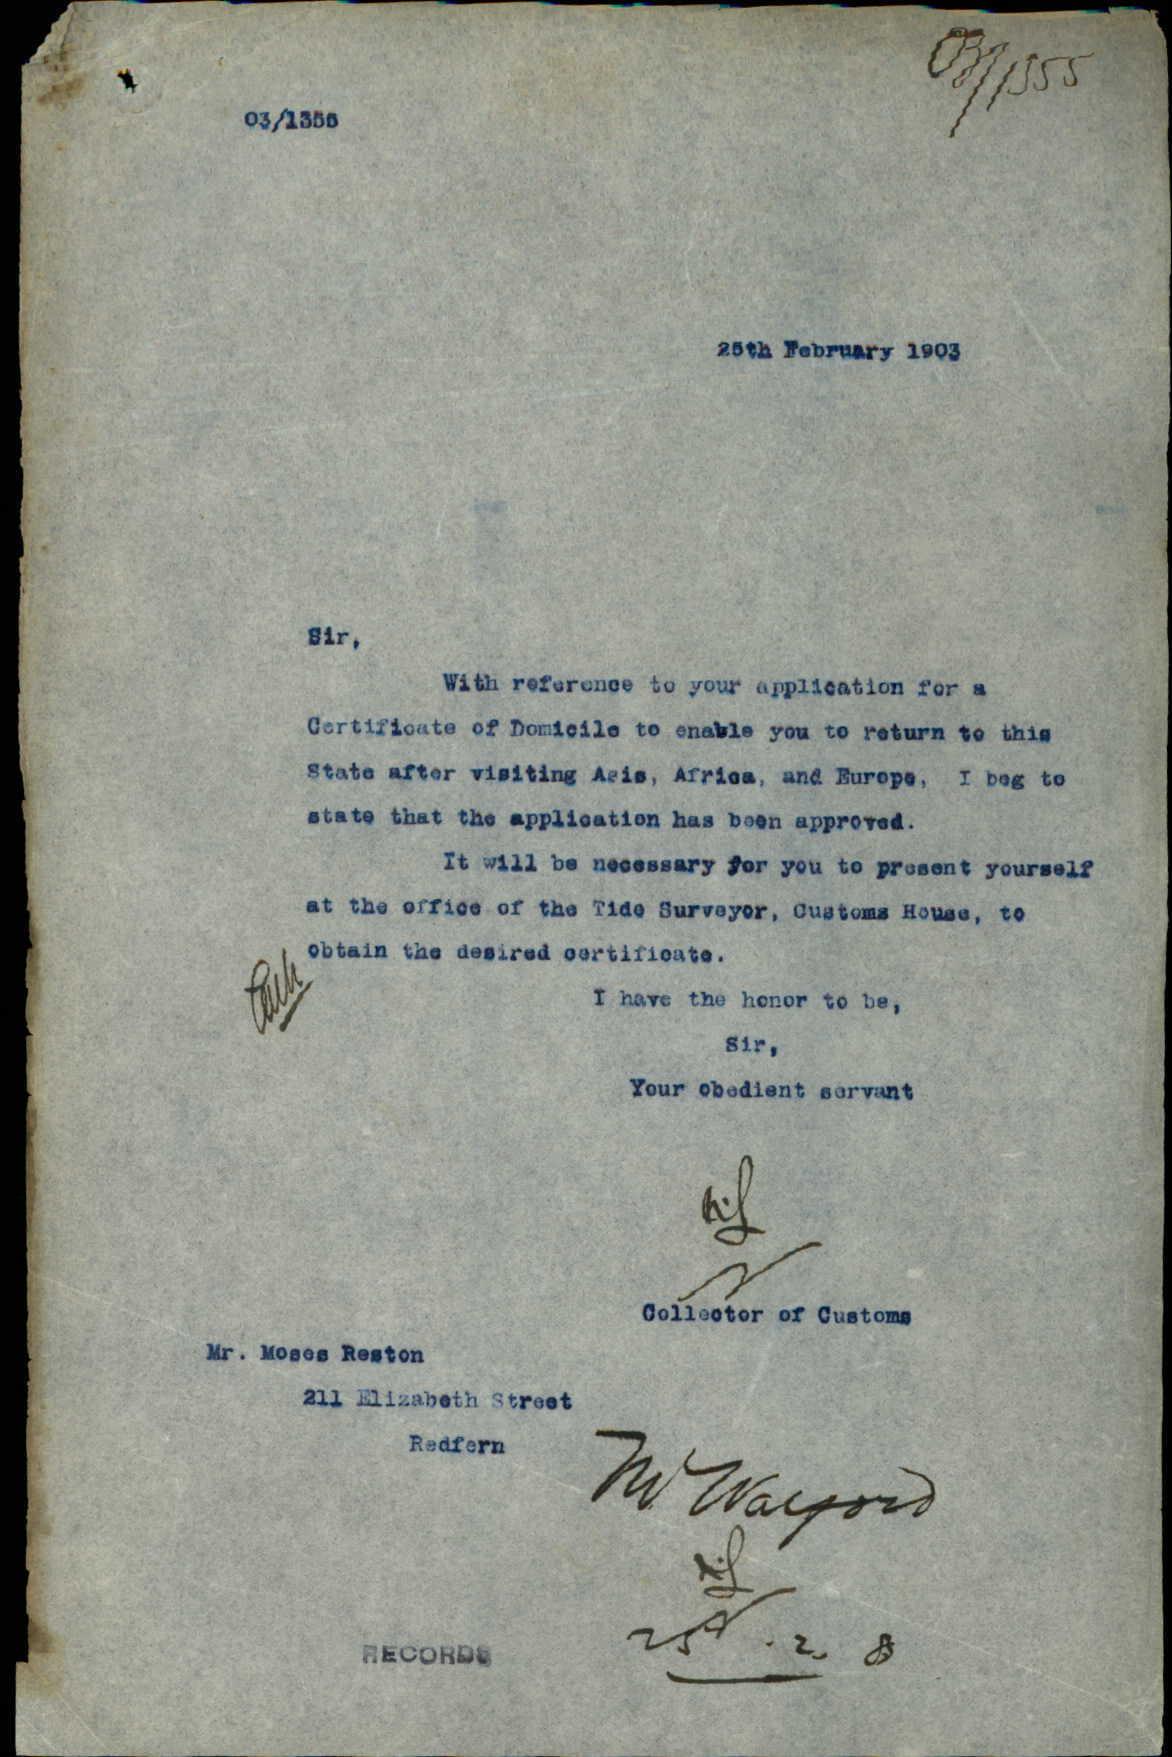 03/1355
03/1355
25th February 1903
Sir,
With reference to your application for a
Certificate of Domicile to enable you to return to this
State after visiting Asia, Africa, and Europe, I beg to
state that the application has been approved.
It will be necessary for you to present yourself
at the office of the Tide Surveyor, Customs House, to
obtain the desired certificate.
I have the honor to be,
Sir,
Your obedient servant
Collector of Customs
Mr. Moses Reston
211 Elizabeth Street
Redfern
Mr Walford
25.2.
RECORDS